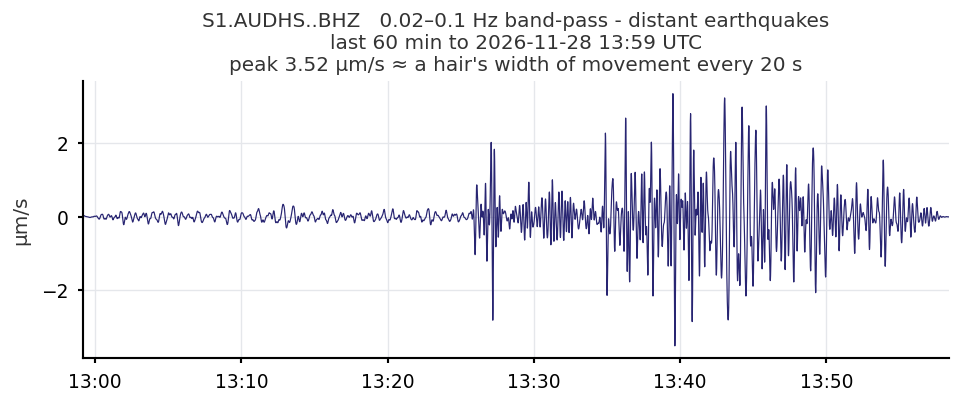 S1.AUDHS..BHZ   0.02–0.1 Hz band-pass - distant earthquakes
last 60 min to 2026-11-28 13:59 UTC
peak 3.52 µm/s ≈ a hair's width of movement every 20 s
µm/s
2
0
−2
13:00 13:10 13:20 13:30 13:40 13:50